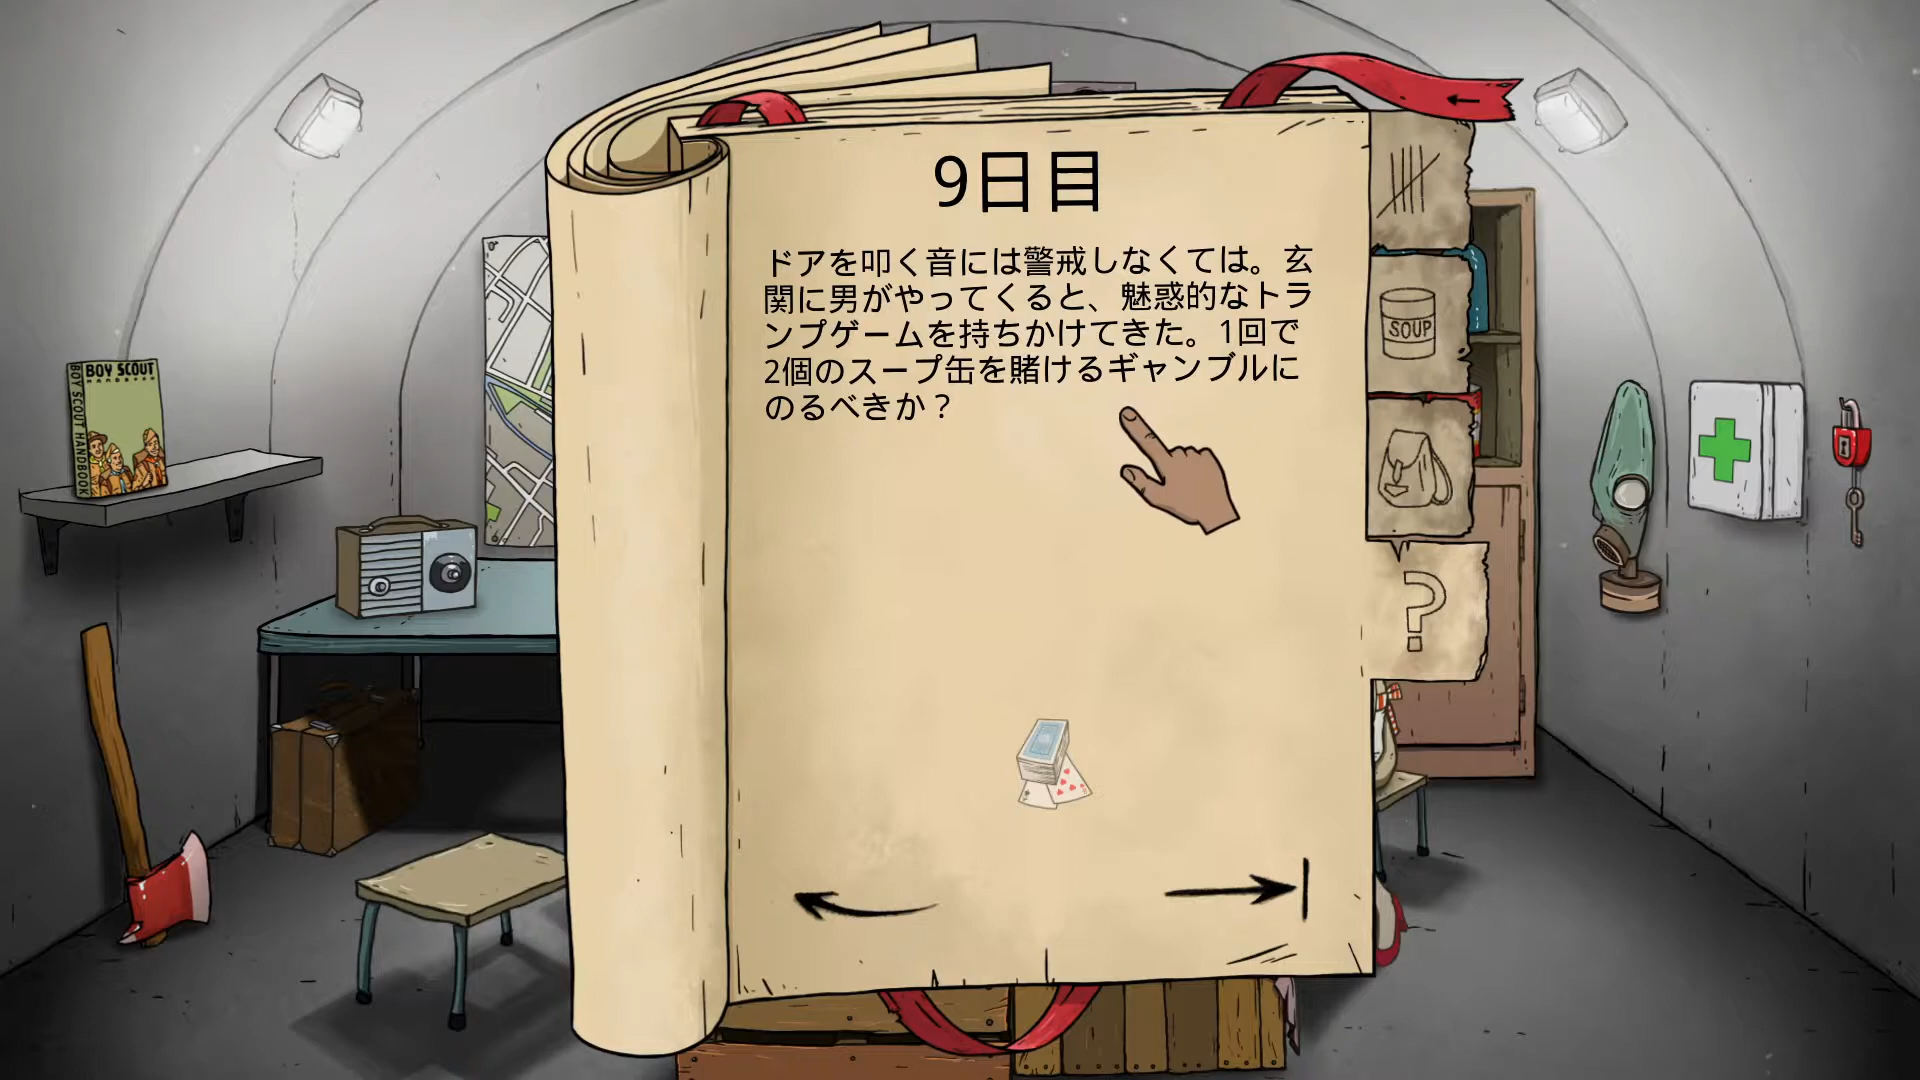 9日目
ドアを叩く音には警戒しなくては。玄
関に男がやってくると、魅惑的なトラ
ンプゲームを持ちかけてきた。1回で
2個のスープ缶を賭けるギャンブルに
のるべきか？
SOUP
?
BOY SCOUT
HANDBOOK
BOY SCOUT HANDBOOK